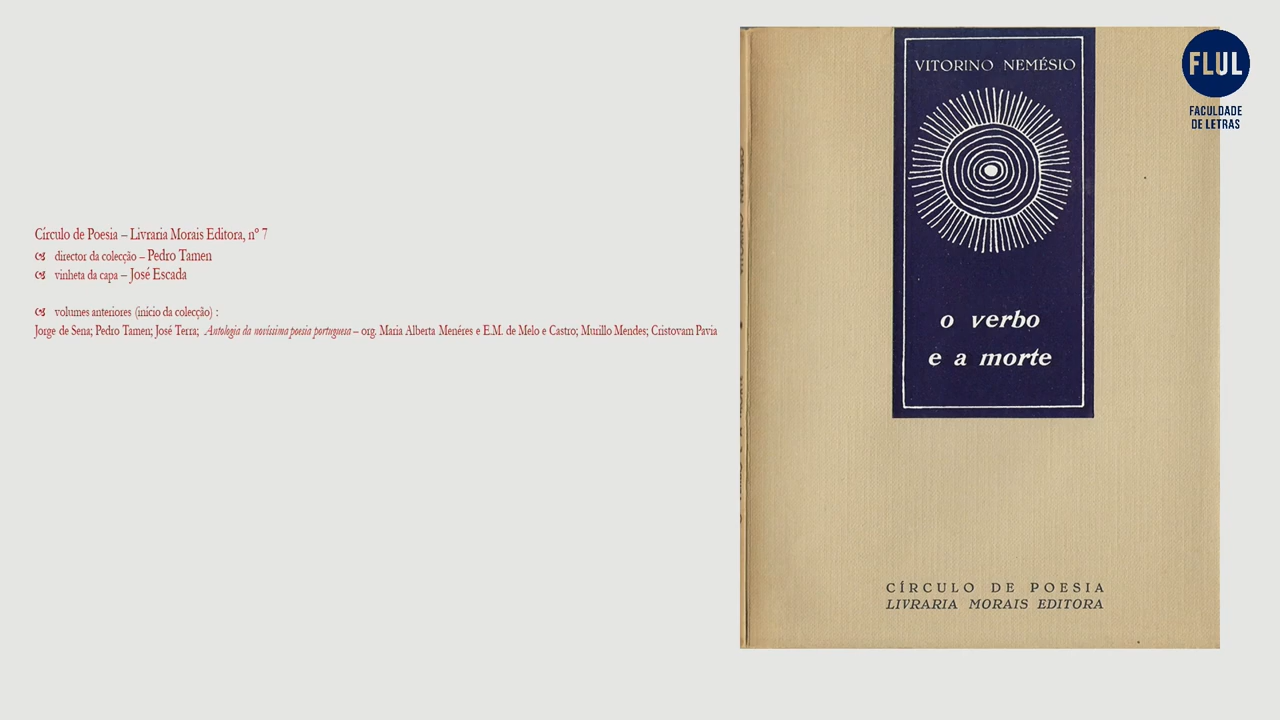 Círculo de Poesia – Livraria Morais Editora, nº 7
director da colecção – Pedro Tamen
vinheta da capa – José Escada
volumes anteriores (início da colecção) :
Jorge de Sena; Pedro Tamen; José Terra; Antologia da novíssima poesia portuguesa – org. Maria Alberta Menéres e E.M. de Melo e Castro; Murillo Mendes; Cristovam Pavia
VITORINO NEMÉSIO
o verbo
e a morte
CÍRCULO DE POESIA
LIVRARIA MORAIS EDITORA
FLUL
FACULDADE
DE LETRAS